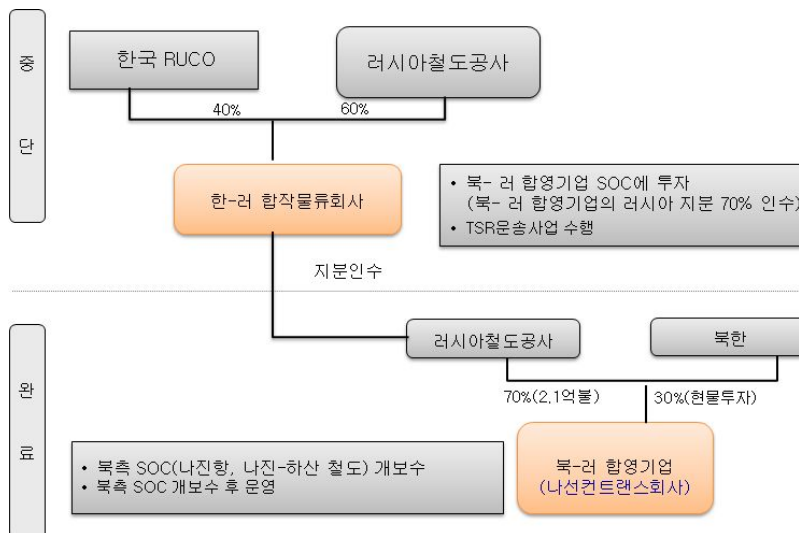 중
단
한국 RUCO
러시아철도공사
40%
60%
한-러 합작물류회사
• 북- 러 합영기업 SOC에 투자
(북- 러 합영기업의 러시아 지분 70% 인수)
• TSR운송사업 수행
지분인수
완
료
러시아철도공사
북한
70%(2.1억불)
30%(현물투자)
• 북측 SOC(나진항, 나진-하산 철도) 개보수
• 북측 SOC 개보수 후 운영
북-러 합영기업
(나선컨트랜스회사)